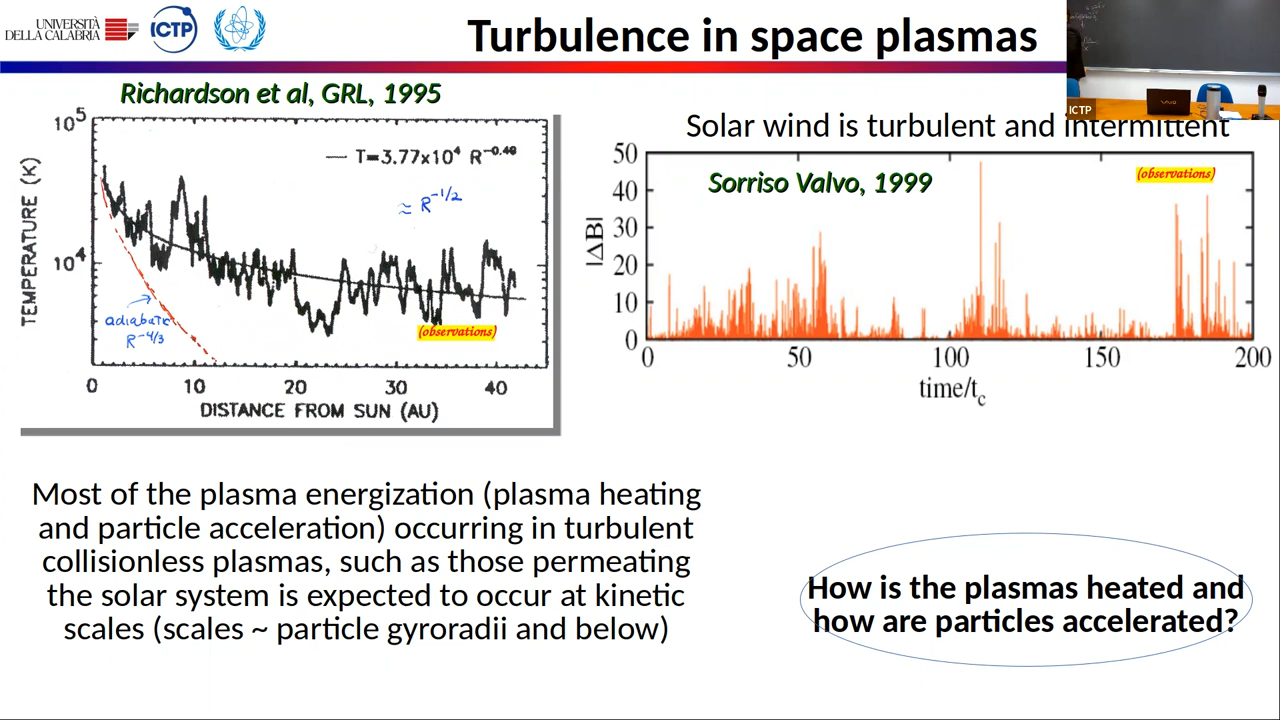 UNIVERSITÀ
DELLA CALABRIA
ICTP
Turbulence in space plasmas
ICTP
VAIO
Richardson et al, GRL, 1995
10⁵
10⁴
TEMPERATURE (K)
— T=3.77x10⁴ R⁻⁰·⁴⁹
≈ R⁻¹/²
adiabatic
R⁻⁴/³
(observations)
0 10 20 30 40
DISTANCE FROM SUN (AU)
Solar wind is turbulent and intermittent
Sorriso Valvo, 1999
(observations)
|ΔB|
50
40
30
20
10
0
0 50 100 150 200
time/t_c
Most of the plasma energization (plasma heating
and particle acceleration) occurring in turbulent
collisionless plasmas, such as those permeating
the solar system is expected to occur at kinetic
scales (scales ~ particle gyroradii and below)
How is the plasmas heated and
how are particles accelerated?